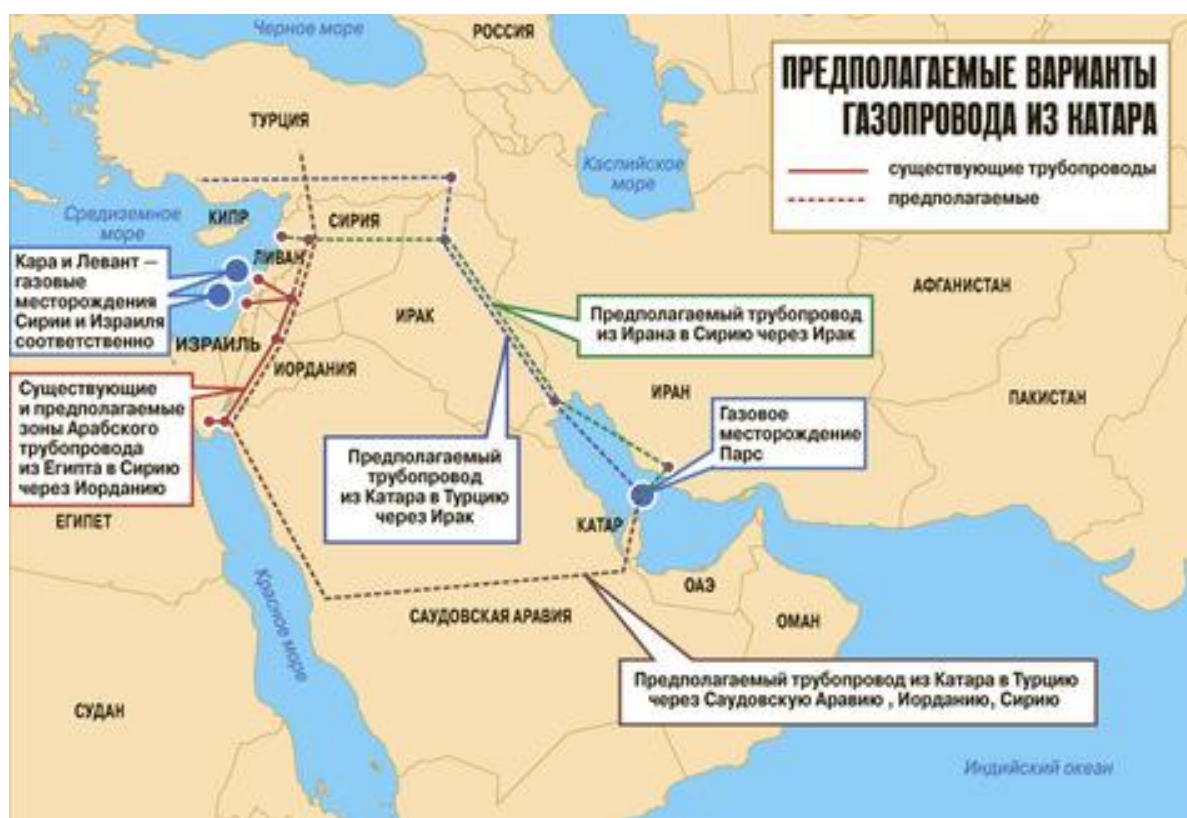 Черное море
РОССИЯ
ПРЕДПОЛАГАЕМЫЕ ВАРИАНТЫ
ГАЗОПРОВОДА ИЗ КАТАРА
существующие трубопроводы
предполагаемые
ТУРЦИЯ
Каспийское
море
Средиземное
море
КИПР
СИРИЯ
ЛИВАН
Кара и Левант —
газовые
месторождения
Сирии и Израиля
соответственно
АФГАНИСТАН
ИРАК
Предполагаемый трубопровод
из Ирана в Сирию через Ирак
ИЗРАИЛЬ
ИОРДАНИЯ
Существующие
и предполагаемые
зоны Арабского
трубопровода
из Египта в Сирию
через Иорданию
ИРАН
ПАКИСТАН
Газовое
месторождение
Парс
Предполагаемый
трубопровод
из Катара в Турцию
через Ирак
ЕГИПЕТ
КАТАР
Красное море
ОАЭ
САУДОВСКАЯ АРАВИЯ
ОМАН
Предполагаемый трубопровод из Катара в Турцию
через Саудовскую Аравию , Иорданию, Сирию
СУДАН
Индийский океан